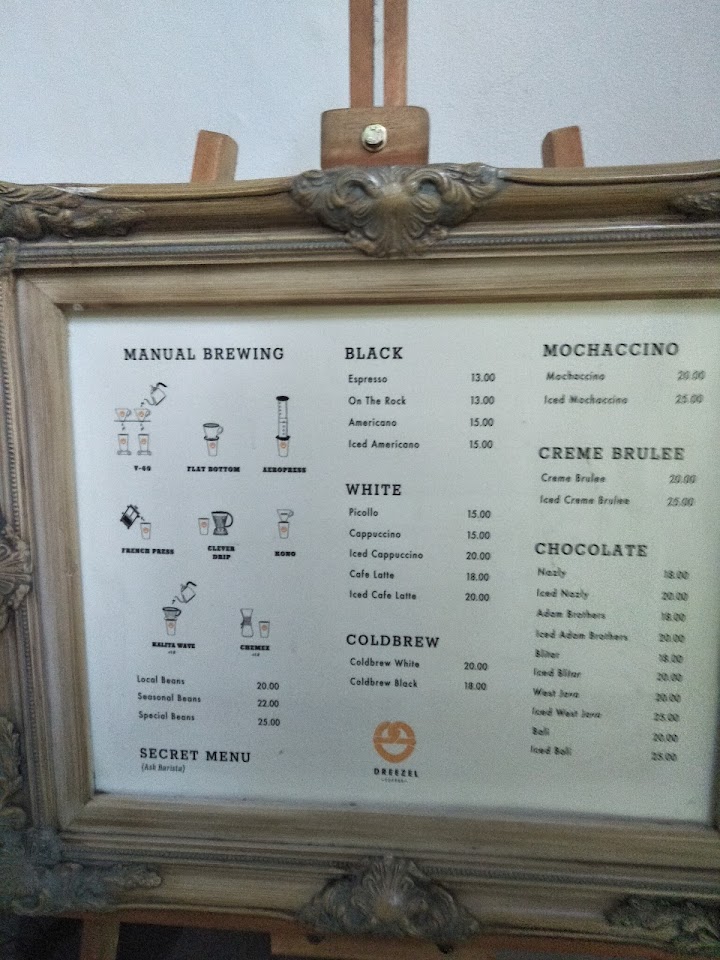 MANUAL BREWING
V-60
FLAT BOTTOM
AEROPRESS
FRENCH PRESS
CLEVER
DRIP
KONO
KALITA WAVE
CHEMEX
Local Beans 20.00
Seasonal Beans 22.00
Special Beans 25.00
SECRET MENU
(Ask Barista)
BLACK
Espresso 13.00
On The Rock 13.00
Americano 15.00
Iced Americano 15.00
WHITE
Picollo 15.00
Cappuccino 15.00
Iced Cappuccino 20.00
Cafe Latte 18.00
Iced Cafe Latte 20.00
COLDBREW
Coldbrew White 20.00
Coldbrew Black 18.00
DREEZEL
MOCHACCINO
Mochaccino 20.00
Iced Mochaccino 25.00
CREME BRULEE
Creme Brulee 20.00
Iced Creme Brulee 25.00
CHOCOLATE
Nazly 18.00
Iced Nazly 20.00
Adam Brothers 18.00
Iced Adam Brothers 20.00
Blitar 18.00
Iced Blitar 20.00
West Java 20.00
Iced West Java 25.00
Bali 20.00
Iced Bali 25.00